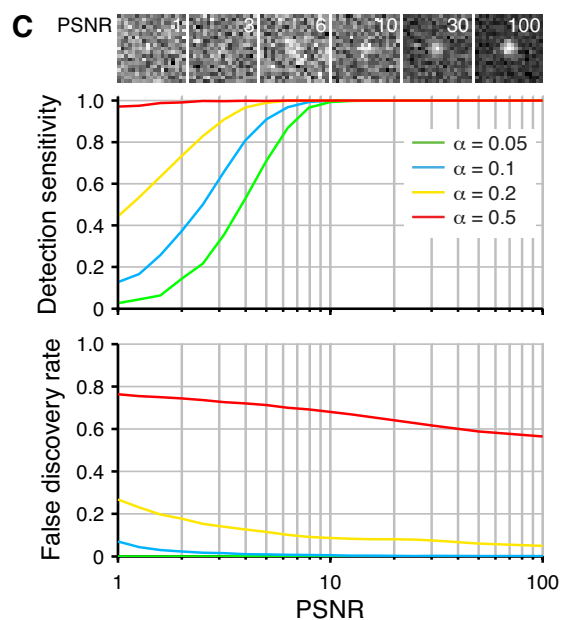 C
PSNR 1 3 6 10 30 100
Detection sensitivity
1.0
0.8
0.6
0.4
0.2
0
α = 0.05
α = 0.1
α = 0.2
α = 0.5
False discovery rate
1.0
0.8
0.6
0.4
0.2
0
1 10 100
PSNR